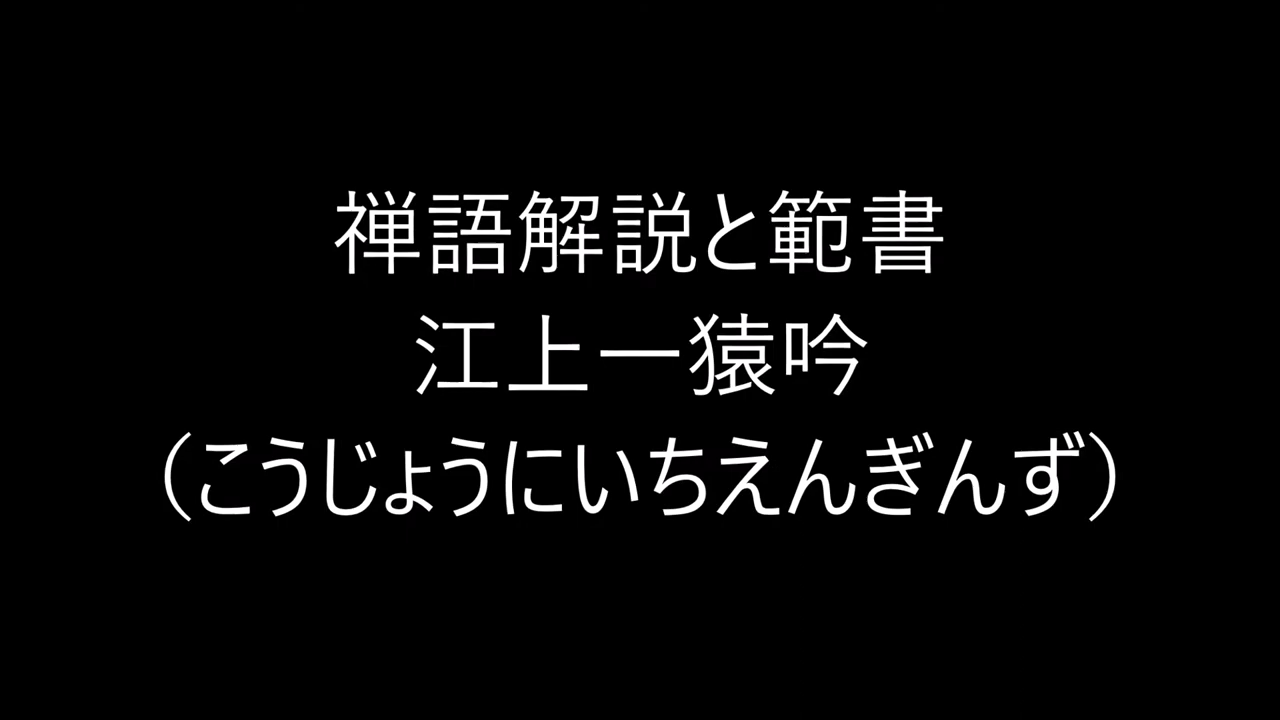 禅語解説と範書
江上一猿吟
（こうじょうにいちえんぎんず）